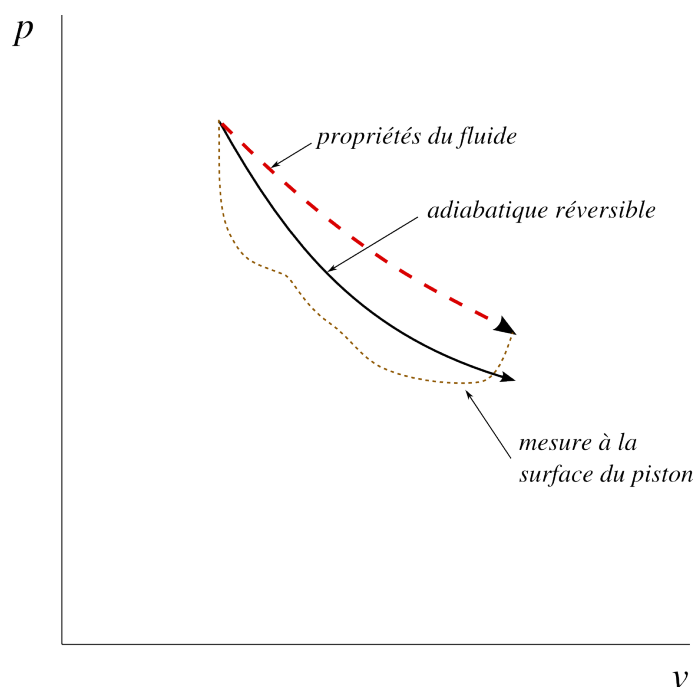 p
propriétés du fluide
adiabatique réversible
mesure à la
surface du piston
v